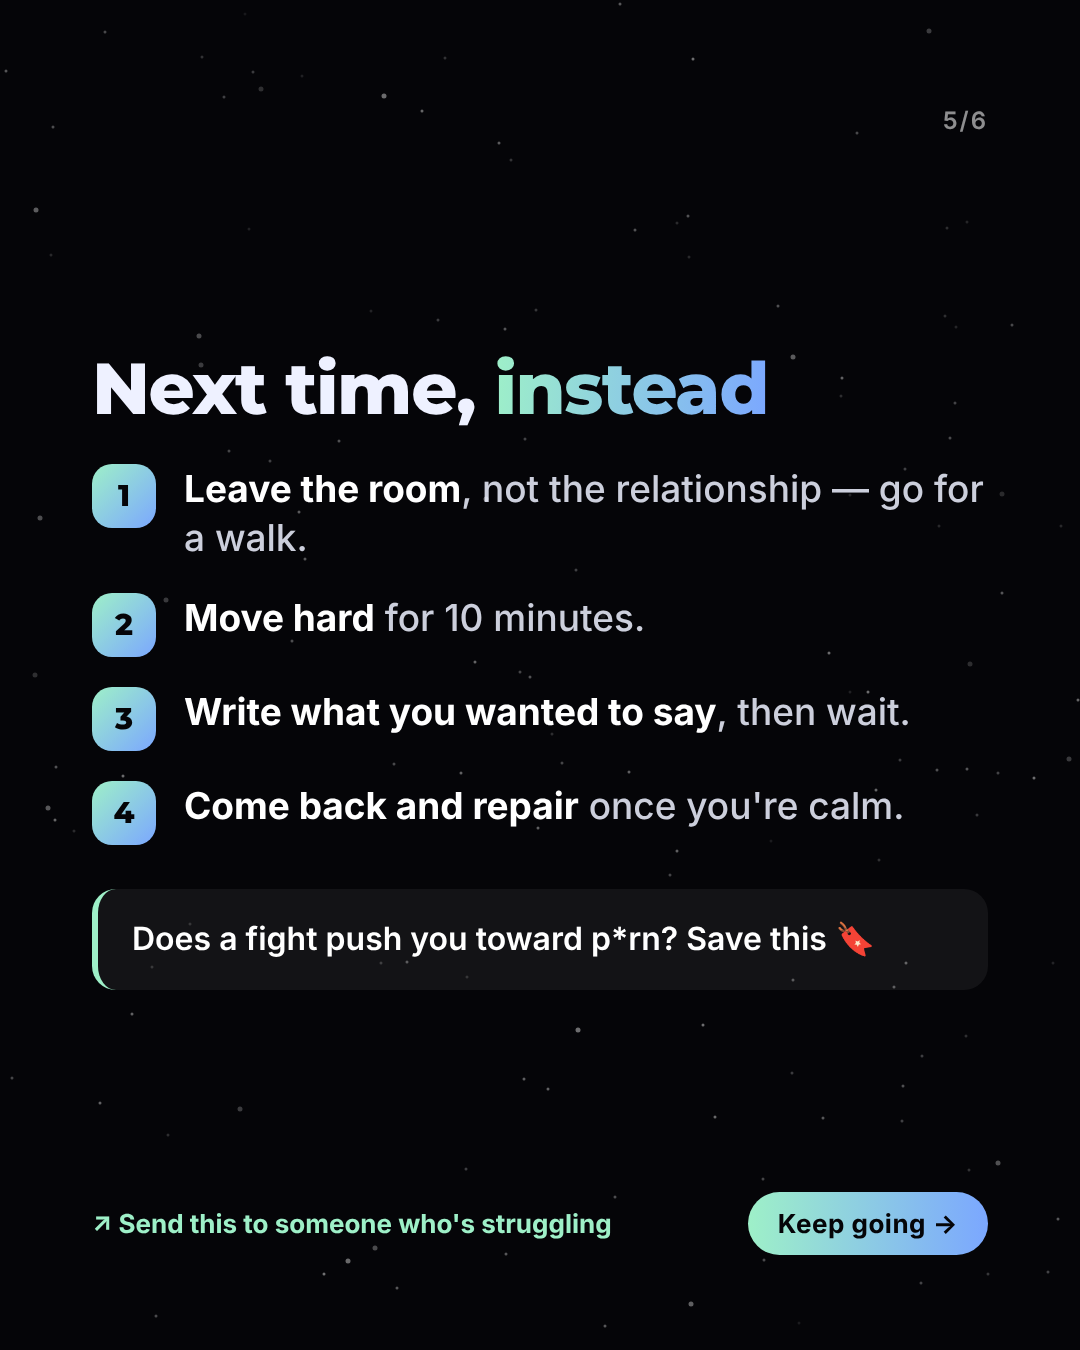 5/6
Next time, instead
1
Leave the room, not the relationship — go for
a walk.
2
Move hard for 10 minutes.
3
Write what you wanted to say, then wait.
4
Come back and repair once you're calm.
Does a fight push you toward p*rn? Save this 🔖
↗ Send this to someone who's struggling
Keep going →